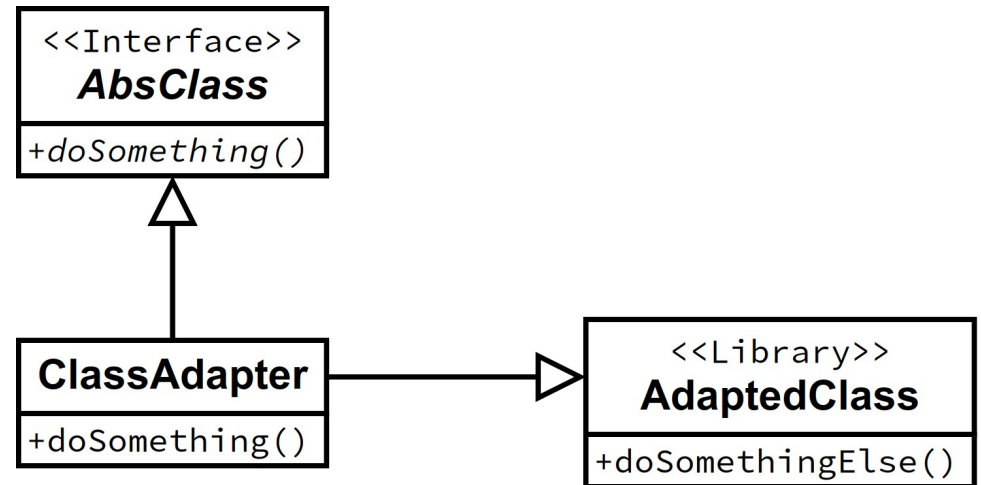 <<Interface>>
AbsClass
+doSomething()
ClassAdapter
+doSomething()
<<Library>>
AdaptedClass
+doSomethingElse()